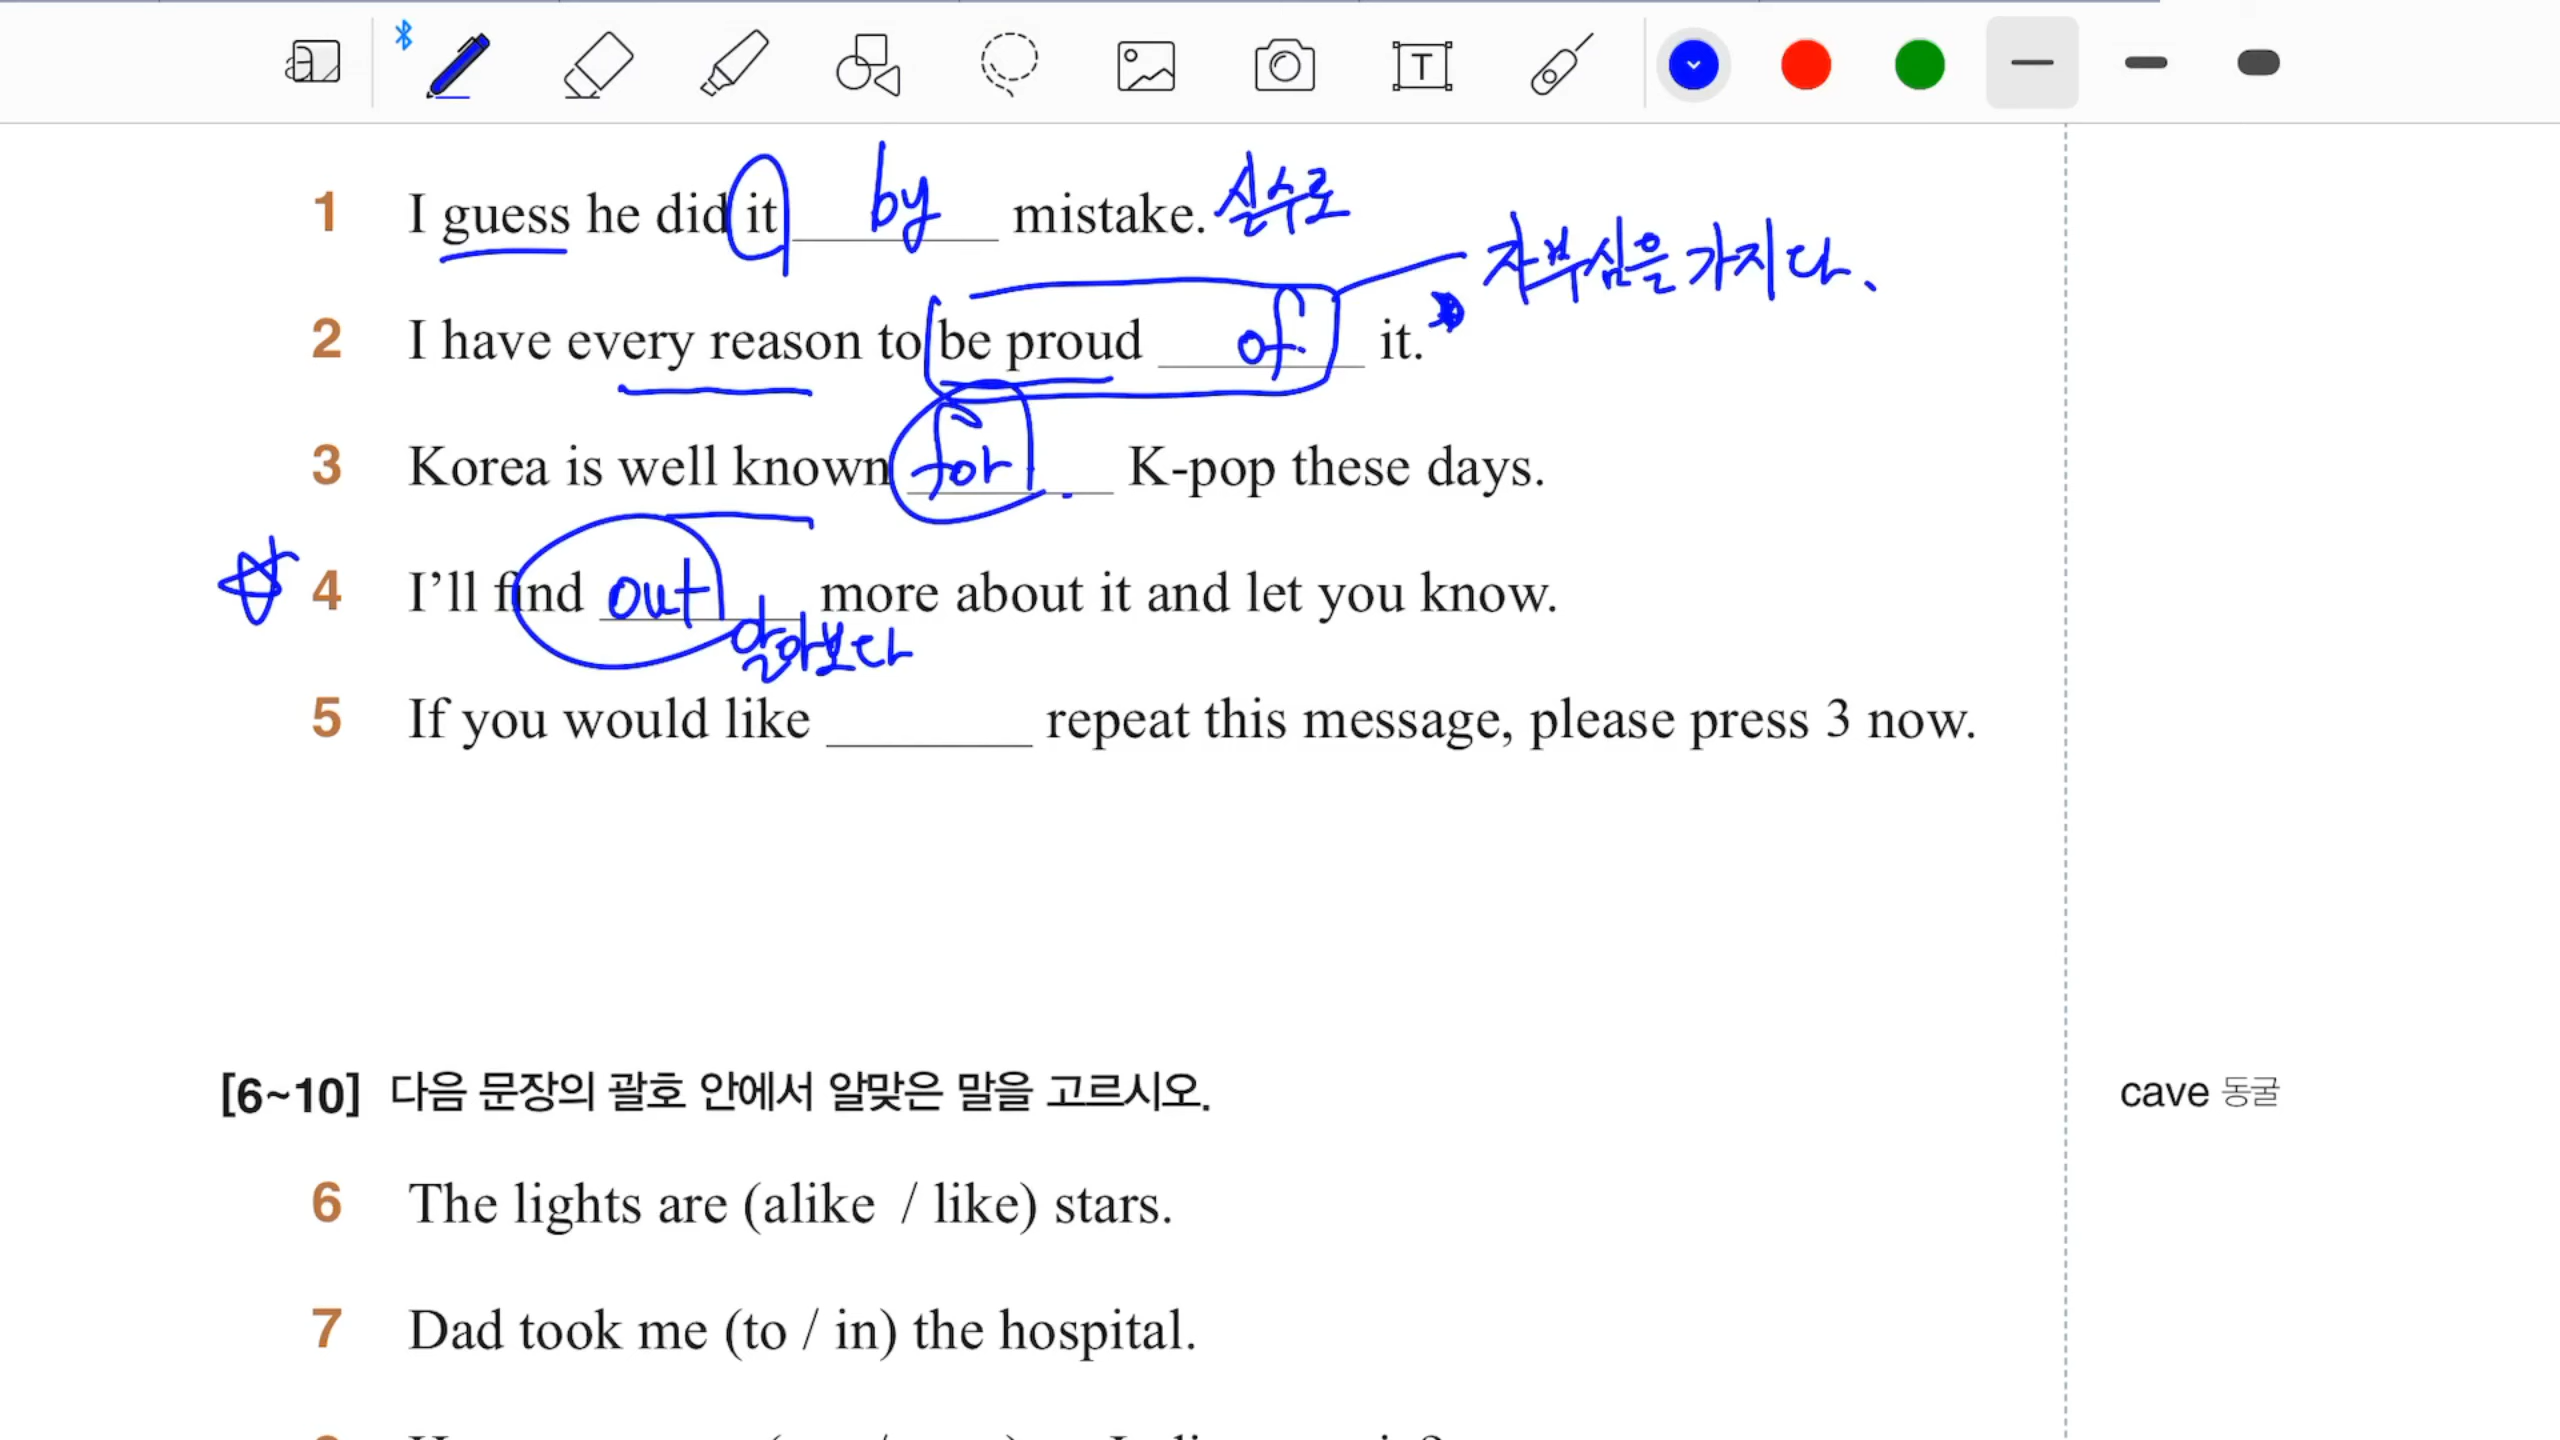 1 I guess he did it by mistake. 실수로
자부심을 가지다.
2 I have every reason to be proud of it.
3 Korea is well known for K-pop these days.
4 I’ll find out more about it and let you know.
알아보다
5 If you would like ________ repeat this message, please press 3 now.
[6~10] 다음 문장의 괄호 안에서 알맞은 말을 고르시오.
cave 동굴
6 The lights are (alike / like) stars.
7 Dad took me (to / in) the hospital.